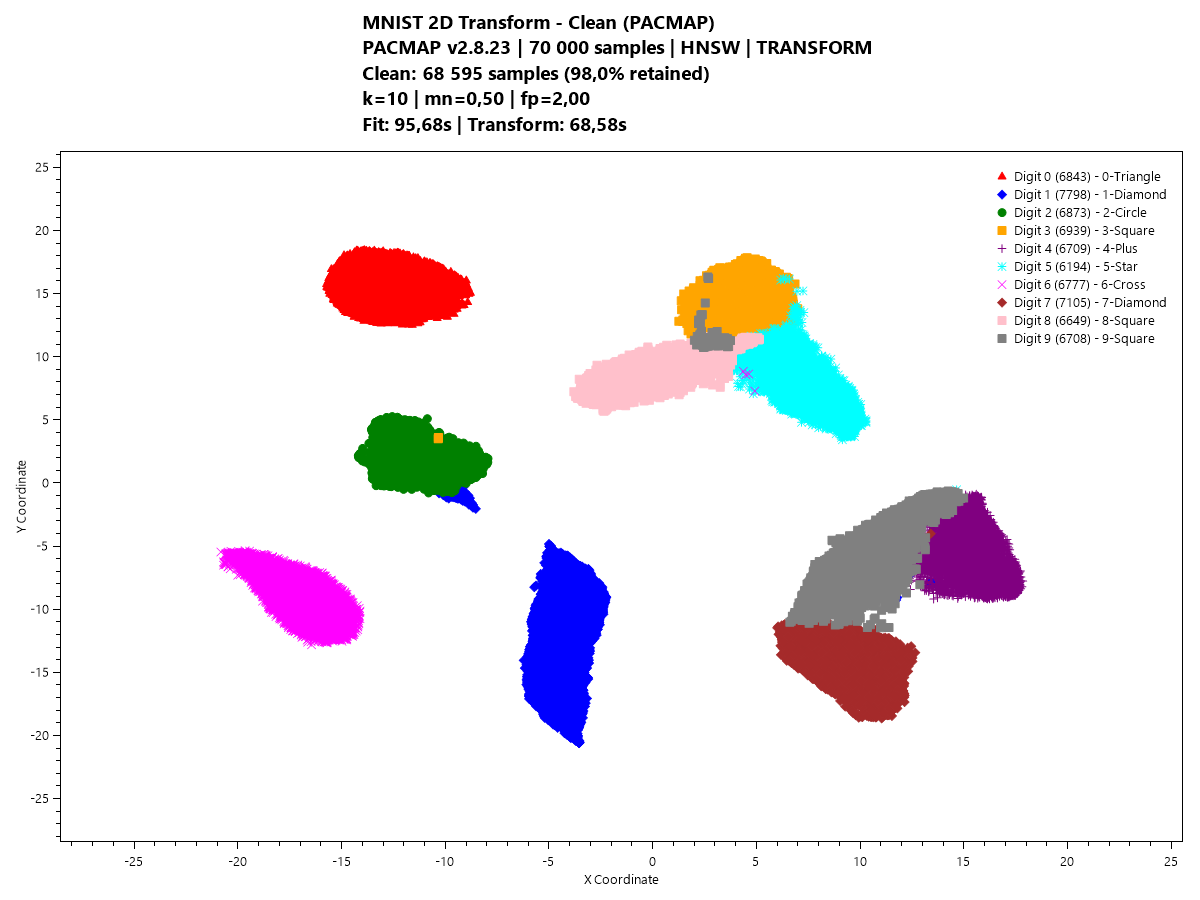 MNIST 2D Transform - Clean (PACMAP)
PACMAP v2.8.23 | 70 000 samples | HNSW | TRANSFORM
Clean: 68 595 samples (98,0% retained)
k=10 | mn=0,50 | fp=2,00
Fit: 95,68s | Transform: 68,58s
Digit 0 (6843) - 0-Triangle
Digit 1 (7798) - 1-Diamond
Digit 2 (6873) - 2-Circle
Digit 3 (6939) - 3-Square
Digit 4 (6709) - 4-Plus
Digit 5 (6194) - 5-Star
Digit 6 (6777) - 6-Cross
Digit 7 (7105) - 7-Diamond
Digit 8 (6649) - 8-Square
Digit 9 (6708) - 9-Square
Y Coordinate
25
20
15
10
5
0
-5
-10
-15
-20
-25
-25
-20
-15
-10
-5
0
5
10
15
20
25
X Coordinate